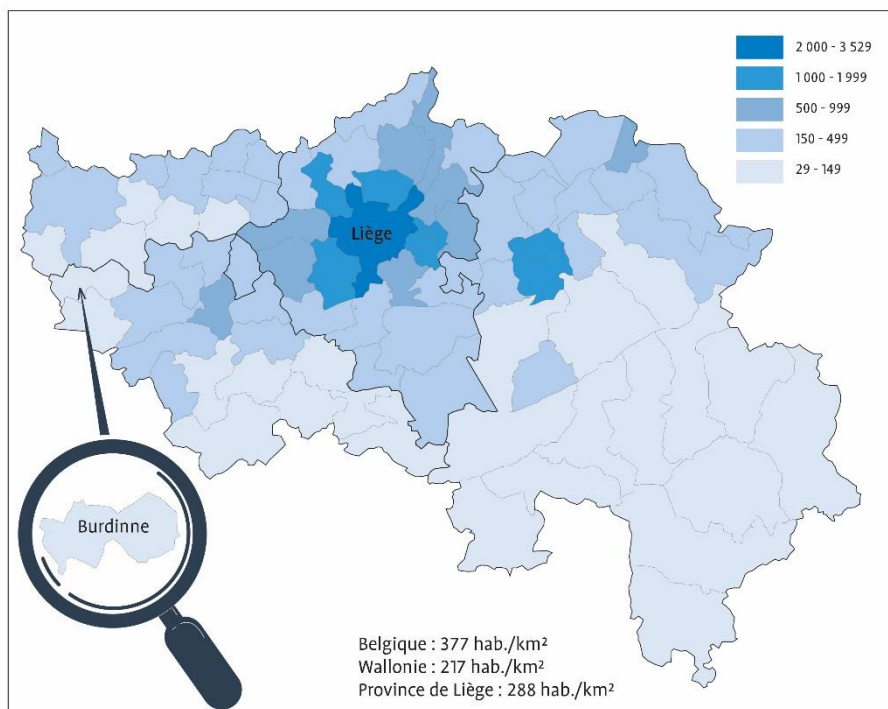 2 000 - 3 529
1 000 - 1 999
500 - 999
150 - 499
29 - 149
Liège
Burdinne
Belgique : 377 hab./km²
Wallonie : 217 hab./km²
Province de Liège : 288 hab./km²